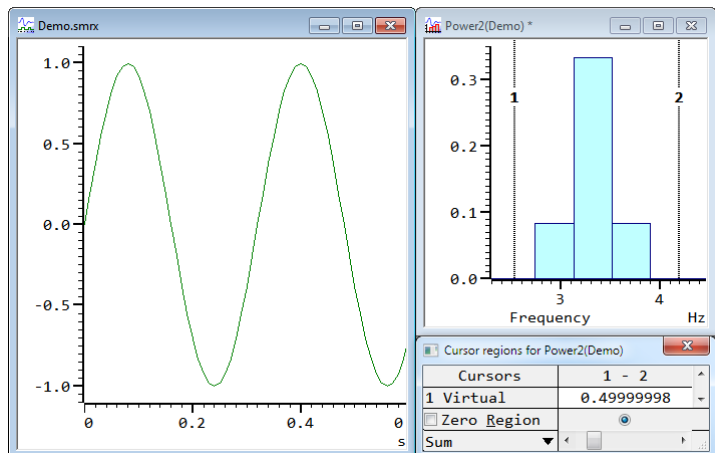 Demo.smrx
1.0
0.5
0.0
-0.5
-1.0
0
0.2
0.4
0
s
Power2(Demo) *
0.3
0.2
0.1
0.0
1
2
3
4
Frequency
Hz
Cursor regions for Power2(Demo)
Cursors 1 - 2
1 Virtual 0.49999998
Zero Region
Sum